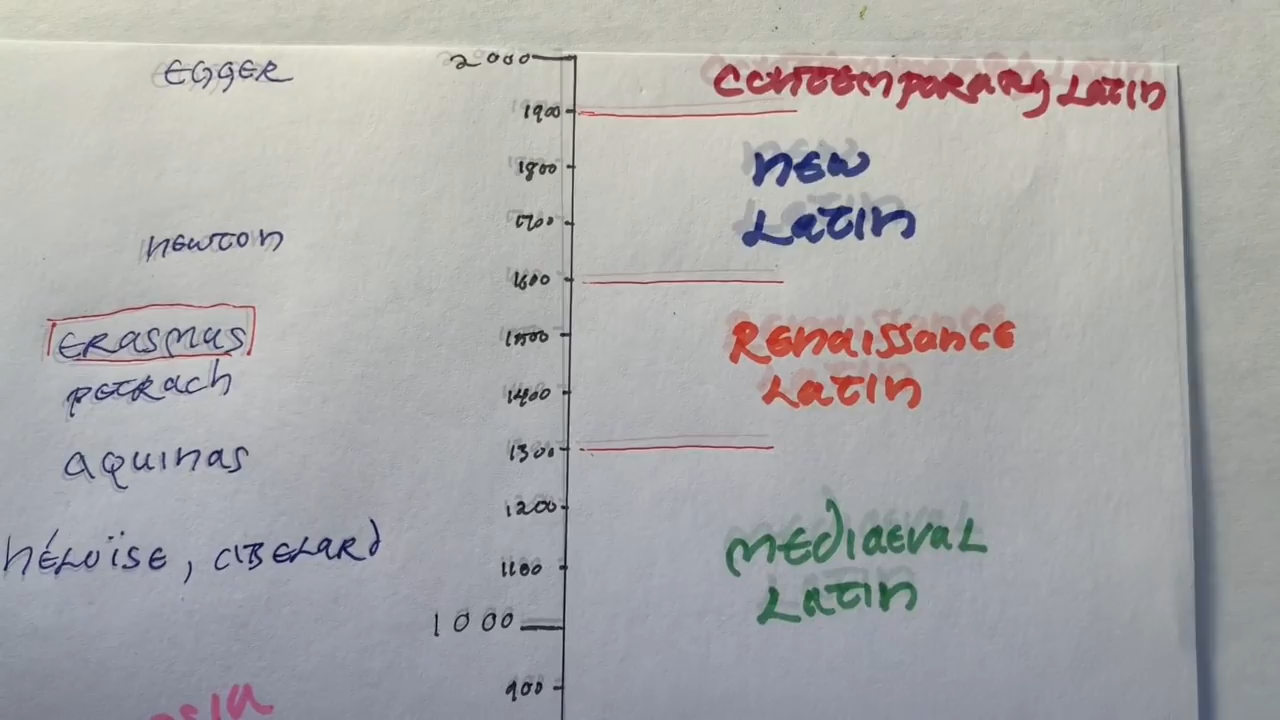 EGGER
2000
CONTEMPORARY LATIN
1900
1800
NEW
LATIN
1700
NEWTON
1600
ERASMUS
1500
RENAISSANCE
LATIN
PETRACH
1400
AQUINAS
1300
1200
HÉLOÏSE, ABELARD
MEDIAEVAL
LATIN
1100
1000
900